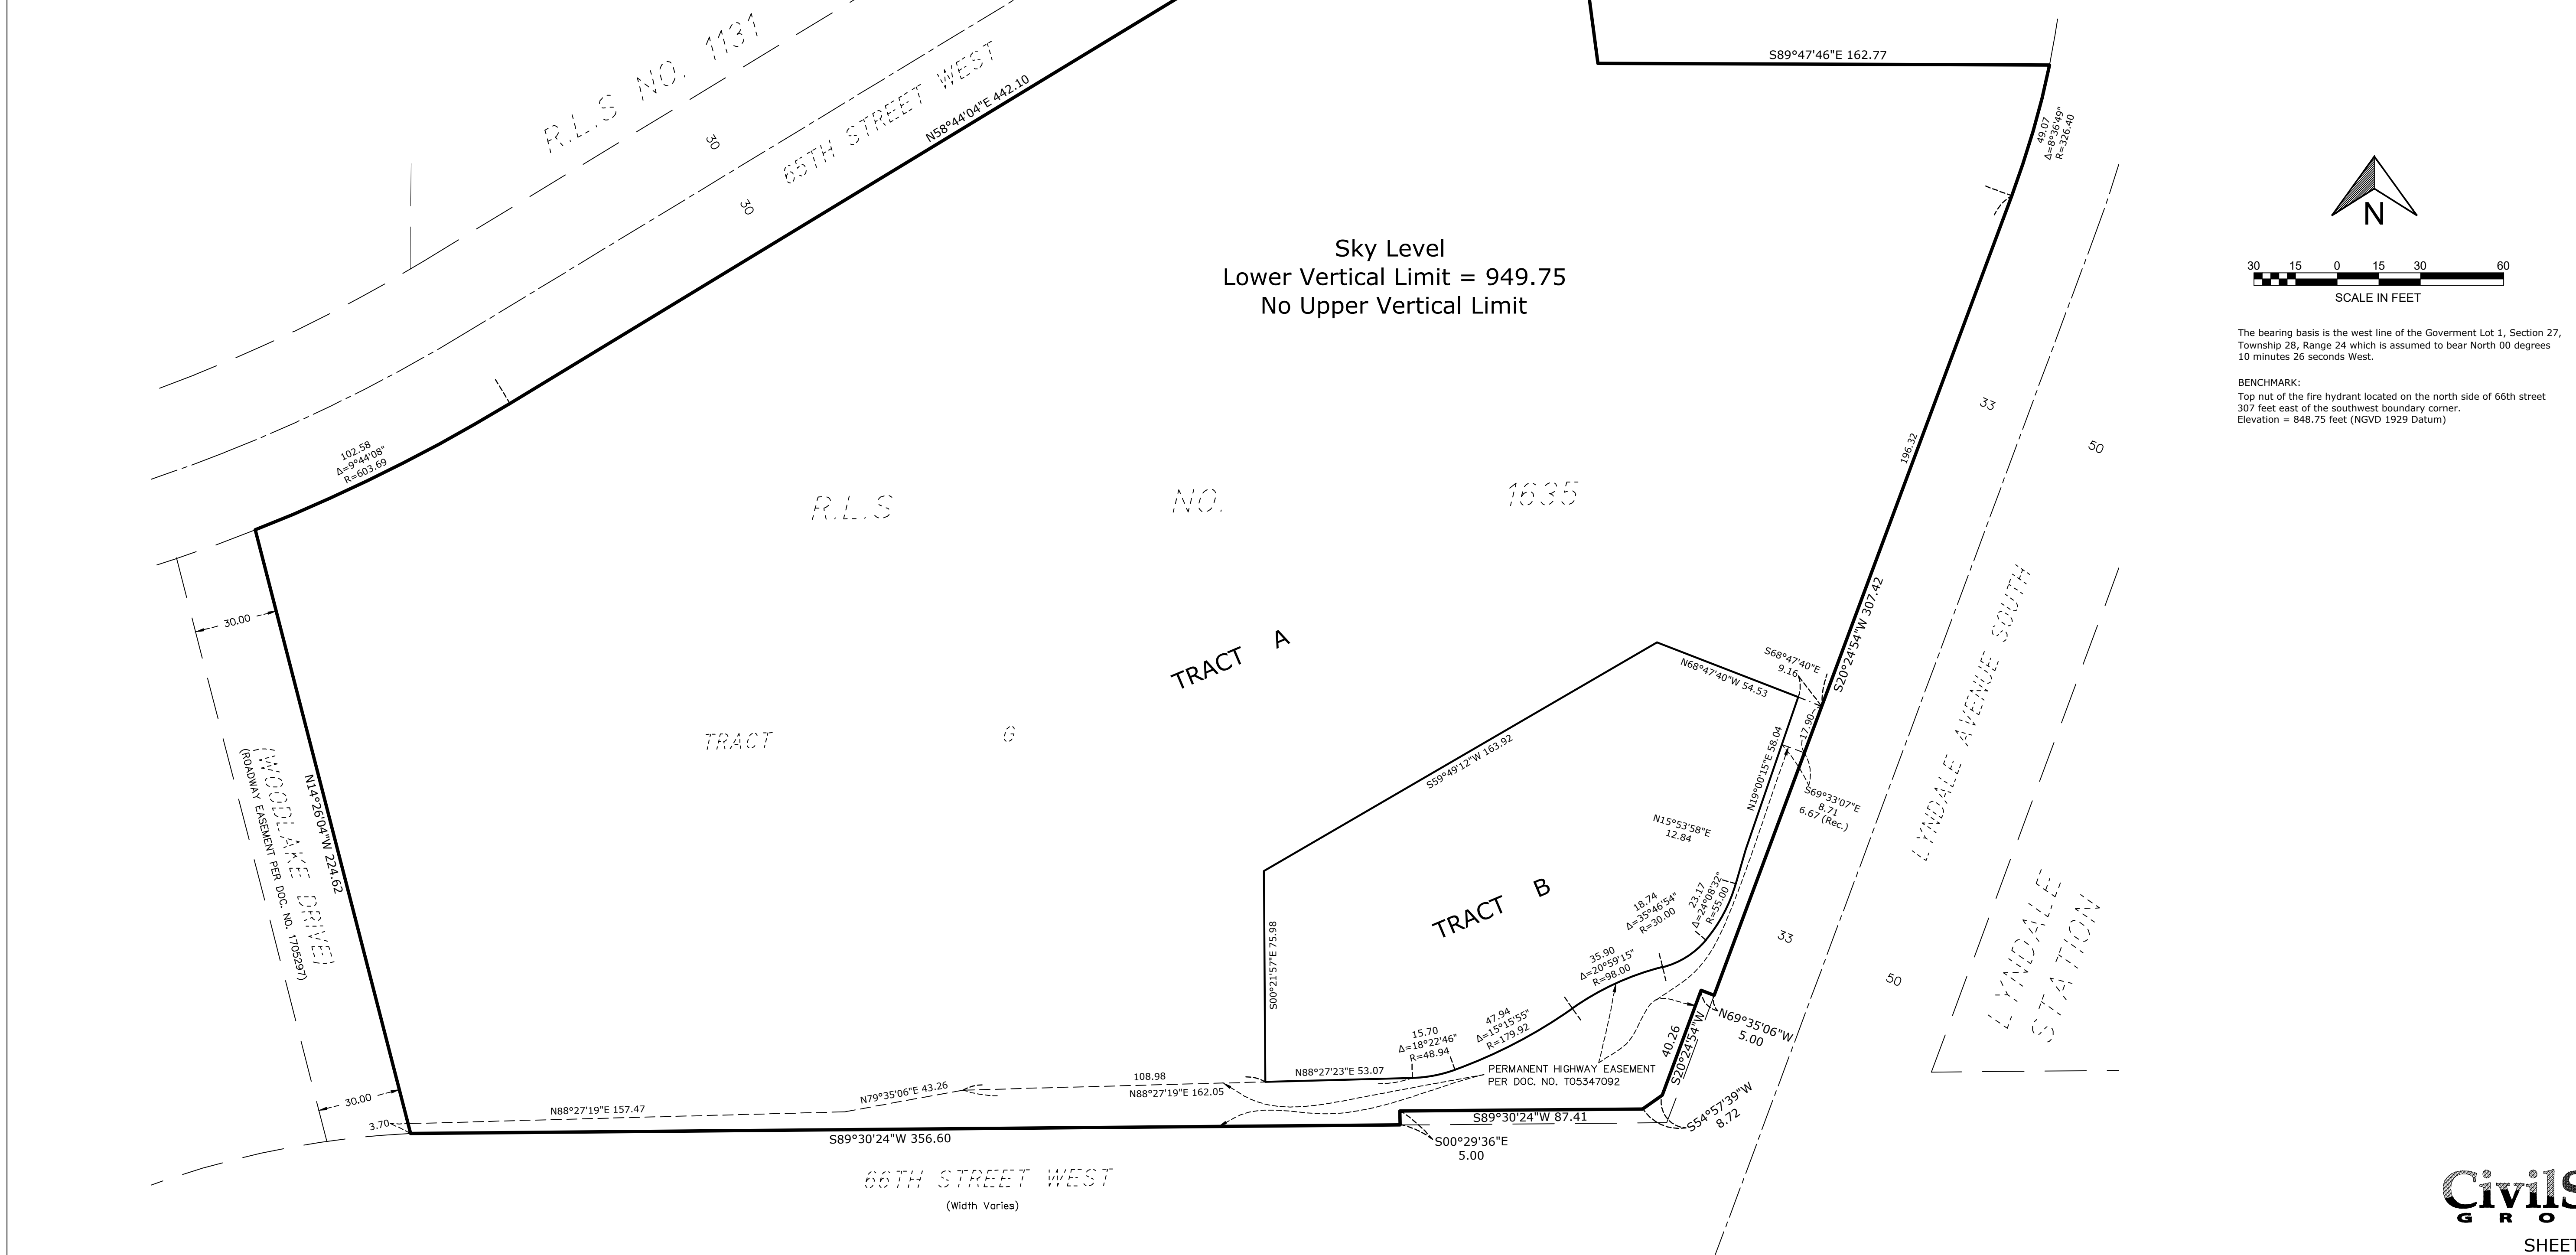 R.L.S NO. 1131
65TH STREET WEST
N58°44'04"E 442.10
30
30
S89°47'46"E 162.77
49.07
Δ=8°36'49"
R=326.40
Sky Level
Lower Vertical Limit = 949.75
No Upper Vertical Limit
N
30 15 0 15 30 60
SCALE IN FEET
The bearing basis is the west line of the Goverment Lot 1, Section 27,
Township 28, Range 24 which is assumed to bear North 00 degrees
10 minutes 26 seconds West.
BENCHMARK:
Top nut of the fire hydrant located on the north side of 66th street
307 feet east of the southwest boundary corner.
Elevation = 848.75 feet (NGVD 1929 Datum)
102.58
Δ=9°44'08"
R=603.69
33
50
196.32
R.L.S NO. 1635
30.00
TRACT A
TRACT G
S68°47'40"E
9.16
N68°47'40"W 54.53
S20°24'54"W 307.42
17.90
LYNDALE AVENUE SOUTH
S59°49'12"W 163.92
N19°00'15"E 58.04
S69°33'07"E
8.71
6.67 (Rec.)
N15°53'58"E
12.84
(WOODLAKE DRIVE)
(ROADWAY EASEMENT PER DOC. NO. 1705297)
N14°26'04"W 224.62
TRACT B
S00°21'57"E 75.98
23.17
Δ=24°08'32"
R=55.00
18.74
Δ=35°46'54"
R=30.00
35.90
Δ=20°59'15"
R=98.00
47.94
Δ=15°15'55"
R=179.92
15.70
Δ=18°22'46"
R=48.94
33
50
LYNDALE
STATION
N69°35'06"W
5.00
40.26
S20°24'54"W
PERMANENT HIGHWAY EASEMENT
PER DOC. NO. T05347092
N88°27'23"E 53.07
108.98
N88°27'19"E 162.05
N79°35'06"E 43.26
N88°27'19"E 157.47
30.00
3.70
S89°30'24"W 356.60
S89°30'24"W 87.41
S54°57'39"W
8.72
S00°29'36"E
5.00
66TH STREET WEST
(Width Varies)
CivilS
GRO
SHEET